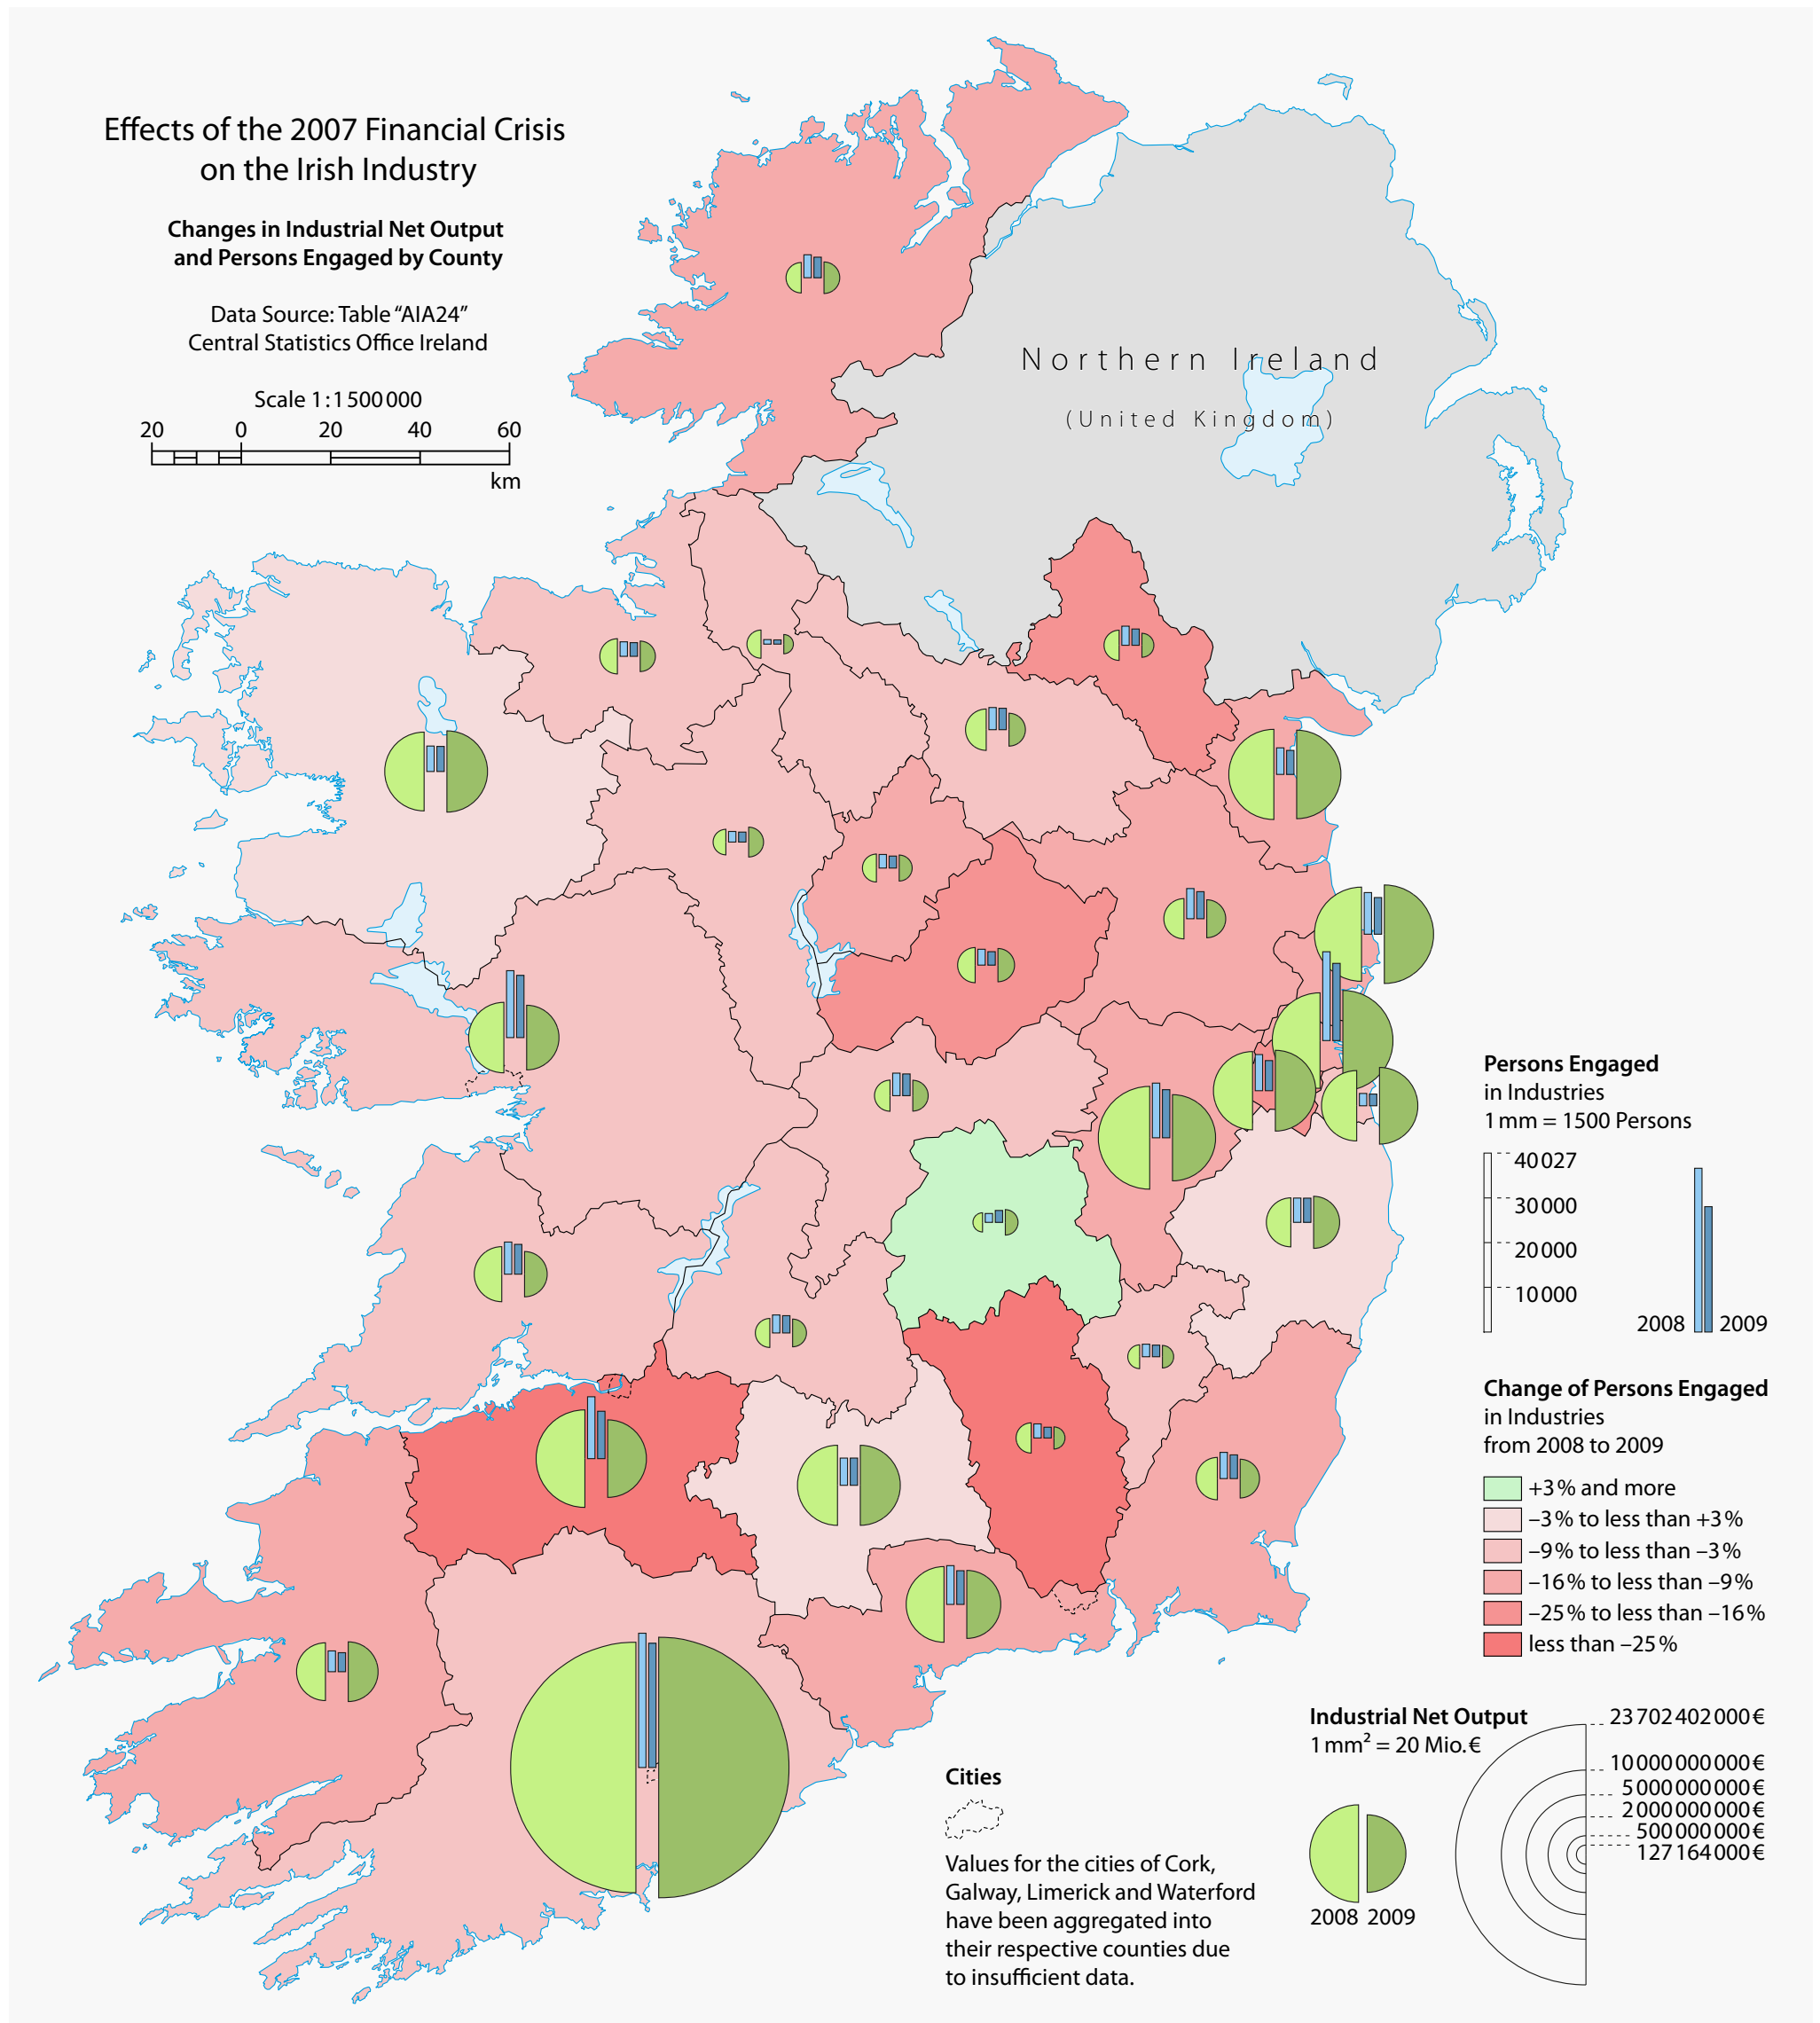 Effects of the 2007 Financial Crisis
on the Irish Industry
Changes in Industrial Net Output
and Persons Engaged by County
Data Source: Table “AIA24”
Central Statistics Office Ireland
Scale 1 : 1 500 000
20 0 20 40 60
km
Northern Ireland
(United Kingdom)
Persons Engaged
in Industries
1 mm = 1500 Persons
40 027
30 000
20 000
10 000
2008 2009
Change of Persons Engaged
in Industries
from 2008 to 2009
+3 % and more
–3 % to less than +3 %
–9 % to less than –3 %
–16 % to less than –9 %
–25 % to less than –16 %
less than –25 %
Industrial Net Output
1 mm² = 20 Mio. €
23 702 402 000 €
10 000 000 000 €
5 000 000 000 €
2 000 000 000 €
500 000 000 €
127 164 000 €
2008 2009
Cities
Values for the cities of Cork,
Galway, Limerick and Waterford
have been aggregated into
their respective counties due
to insufficient data.